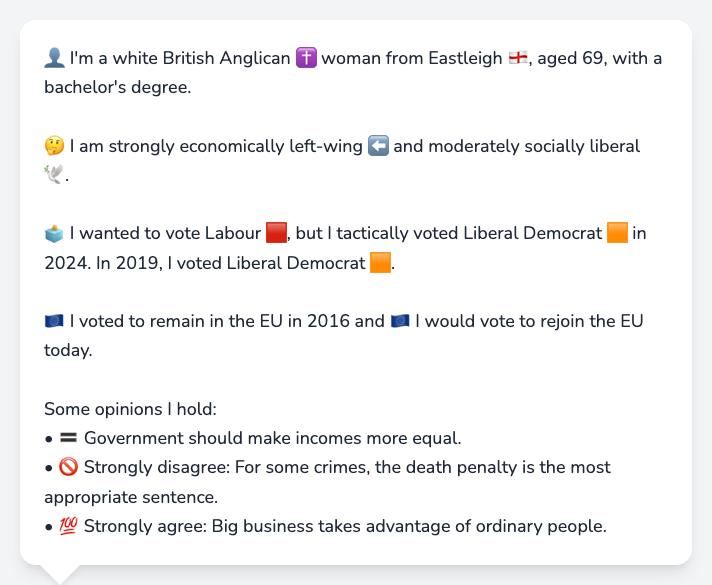 👤 I'm a white British Anglican ✝️ woman from Eastleigh 🏴󠁧󠁢󠁥󠁮󠁧󠁿, aged 69, with a
bachelor's degree.
🤔 I am strongly economically left-wing ⬅️ and moderately socially liberal
🕊️.
🗳️ I wanted to vote Labour 🟥, but I tactically voted Liberal Democrat 🟧 in
2024. In 2019, I voted Liberal Democrat 🟧.
🇪🇺 I voted to remain in the EU in 2016 and 🇪🇺 I would vote to rejoin the EU
today.
Some opinions I hold:
• 🟰 Government should make incomes more equal.
• 🚫 Strongly disagree: For some crimes, the death penalty is the most
appropriate sentence.
• 💯 Strongly agree: Big business takes advantage of ordinary people.